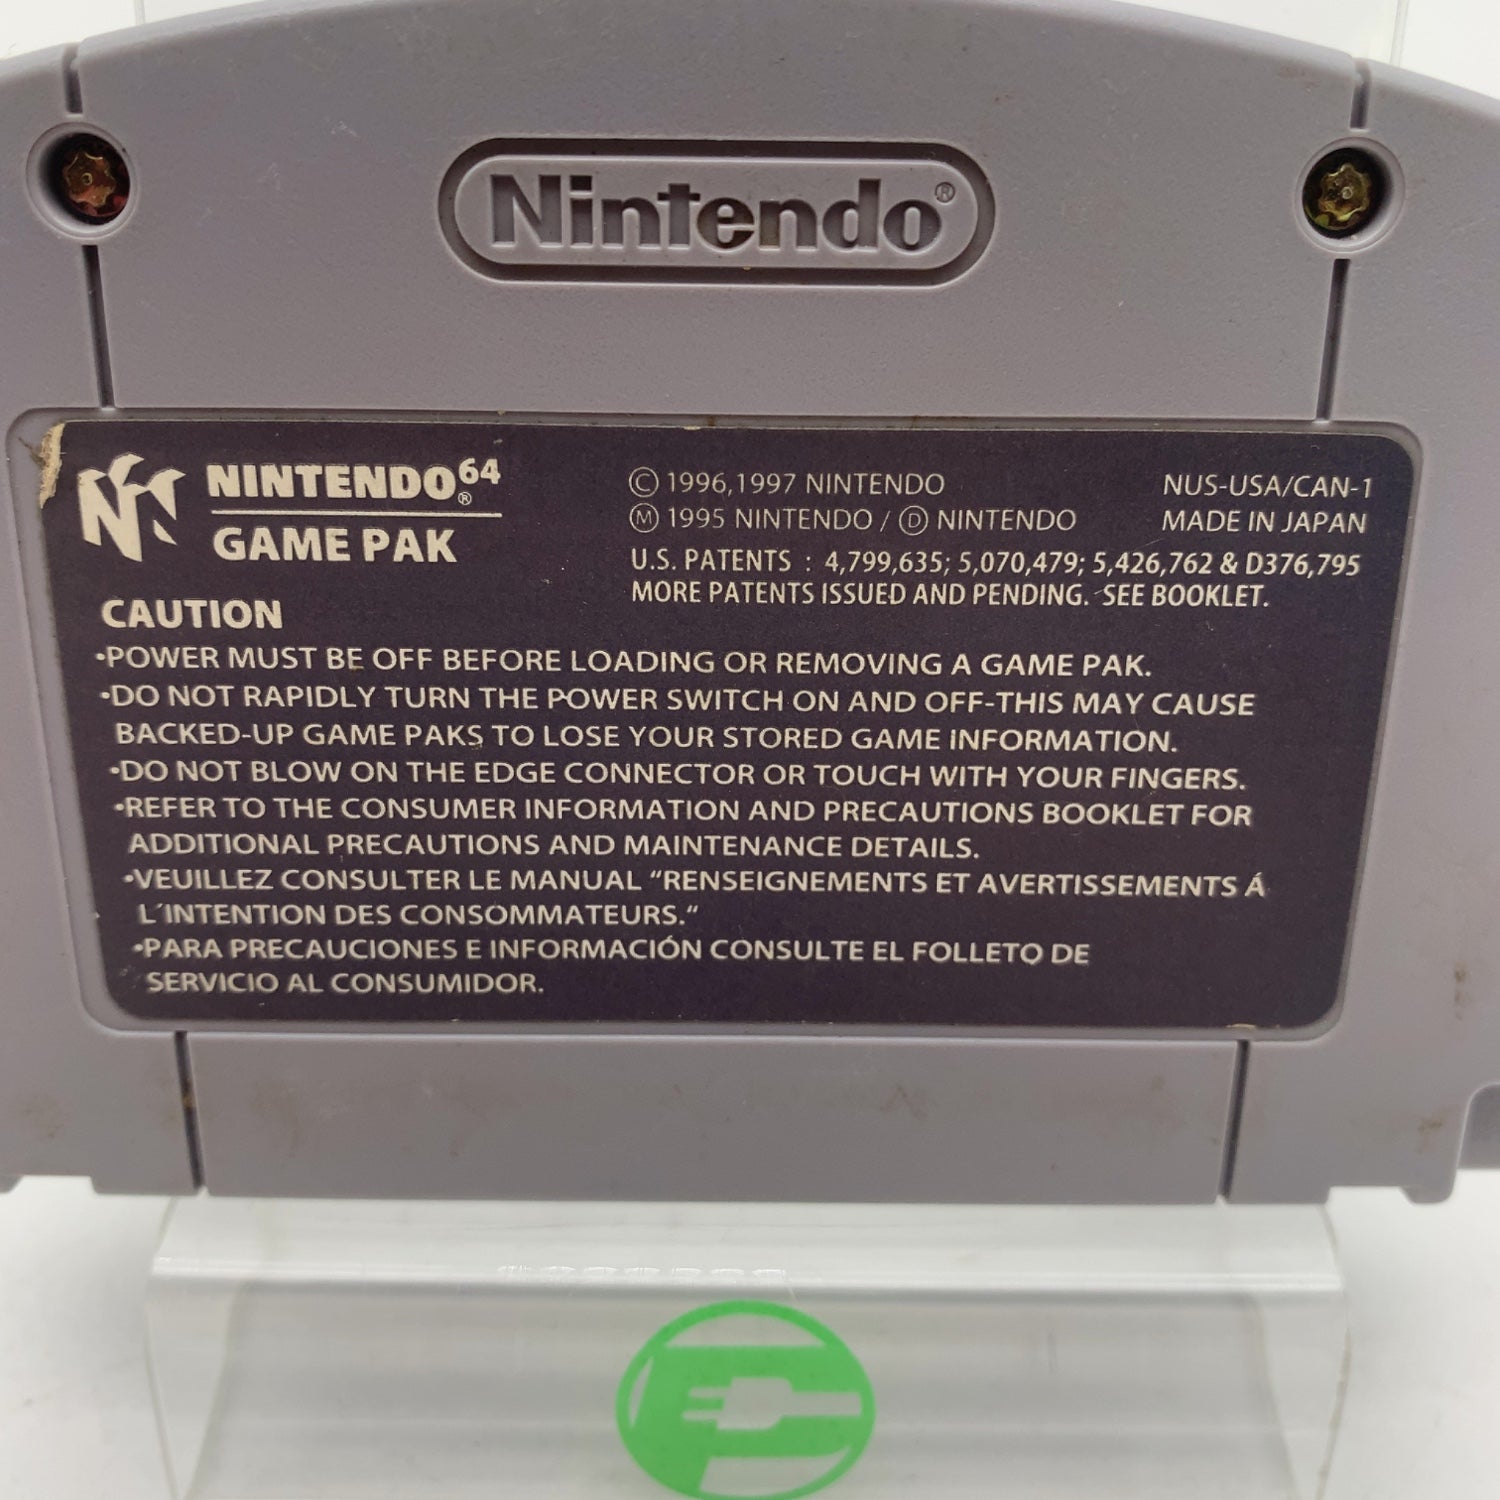 Nintendo®
NINTENDO64®
GAME PAK
© 1996,1997 NINTENDO
Ⓜ 1995 NINTENDO / Ⓓ NINTENDO
NUS-USA/CAN-1
MADE IN JAPAN
U.S. PATENTS : 4,799,635; 5,070,479; 5,426,762 & D376,795
MORE PATENTS ISSUED AND PENDING. SEE BOOKLET.
CAUTION
•POWER MUST BE OFF BEFORE LOADING OR REMOVING A GAME PAK.
•DO NOT RAPIDLY TURN THE POWER SWITCH ON AND OFF-THIS MAY CAUSE
BACKED-UP GAME PAKS TO LOSE YOUR STORED GAME INFORMATION.
•DO NOT BLOW ON THE EDGE CONNECTOR OR TOUCH WITH YOUR FINGERS.
•REFER TO THE CONSUMER INFORMATION AND PRECAUTIONS BOOKLET FOR
ADDITIONAL PRECAUTIONS AND MAINTENANCE DETAILS.
•VEUILLEZ CONSULTER LE MANUAL “RENSEIGNEMENTS ET AVERTISSEMENTS Á
L´INTENTION DES CONSOMMATEURS.“
•PARA PRECAUCIONES E INFORMACIÓN CONSULTE EL FOLLETO DE
SERVICIO AL CONSUMIDOR.